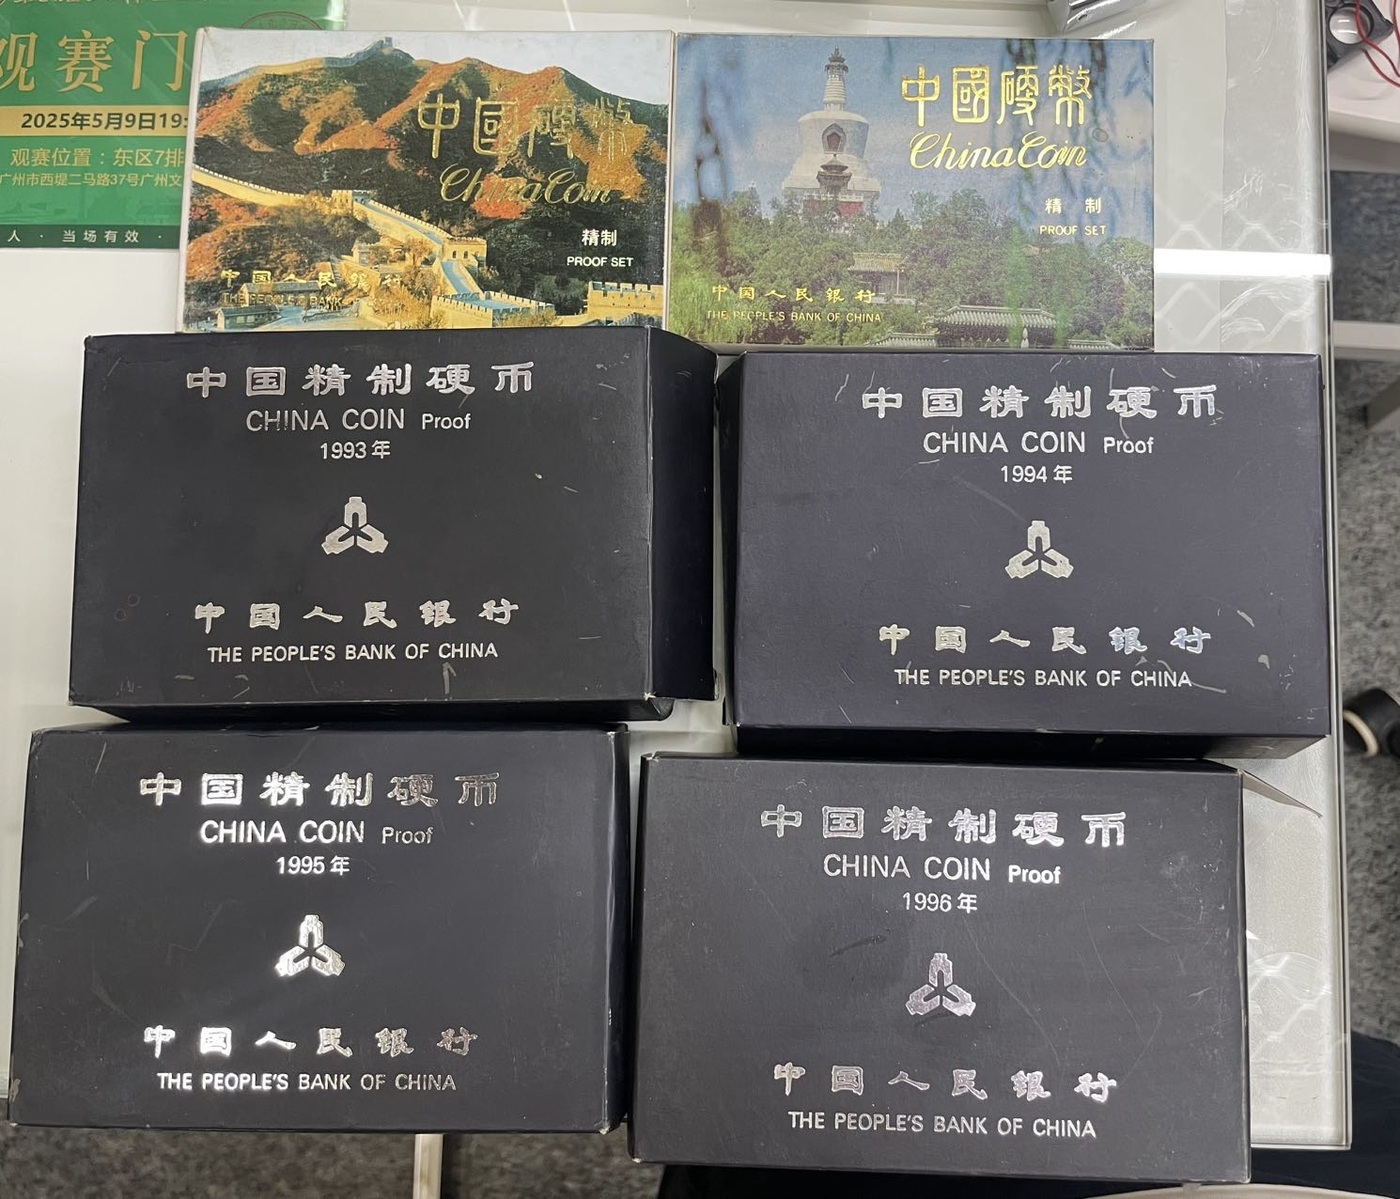 观赛门
2025年5月9日19:
观赛位置：东区7排
广州市西堤二马路37号广州文
人 · 当场有效 ·
中國硬幣
China Coin
精制
PROOF SET
中国人民银行
THE PEOPLE'S BANK
中國硬幣
China Coin
精制
PROOF SET
中国人民银行
THE PEOPLE'S BANK OF CHINA
中国精制硬币
CHINA COIN Proof
1993年
中国人民银行
THE PEOPLE'S BANK OF CHINA
中国精制硬币
CHINA COIN Proof
1994年
中国人民银行
THE PEOPLE'S BANK OF CHINA
中国精制硬币
CHINA COIN Proof
1995年
中国人民银行
THE PEOPLE'S BANK OF CHINA
中国精制硬币
CHINA COIN Proof
1996年
中国人民银行
THE PEOPLE'S BANK OF CHINA